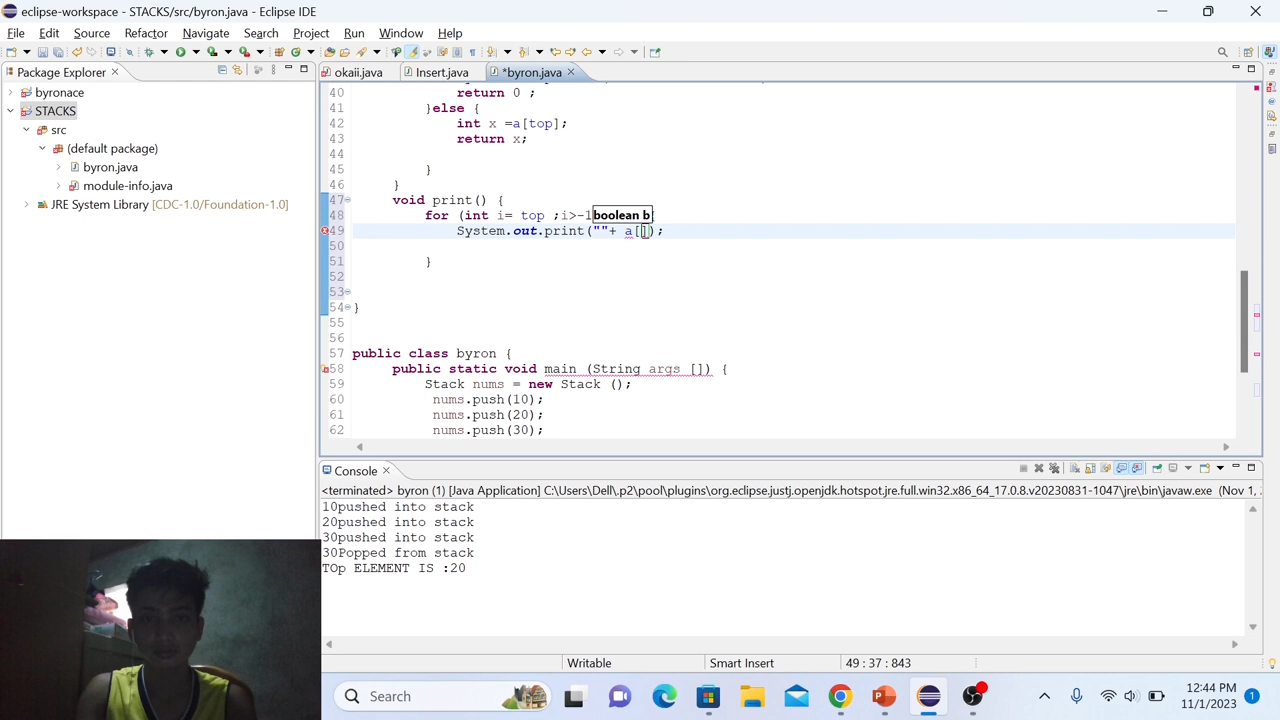 eclipse-workspace - STACKS/src/byron.java - Eclipse IDE
File Edit Source Refactor Navigate Search Project Run Window Help
Package Explorer
okaii.java Insert.java *byron.java
byronace
STACKS
src
(default package)
byron.java
module-info.java
JRE System Library [CDC-1.0/Foundation-1.0]
40 return 0 ;
41 }else {
42 int x =a[top];
43 return x;
44
45 }
46 }
47 void print() {
48 for (int i= top ;i>-1
boolean b
49 System.out.print(""+ a[]);
50
51 }
52
53
54 }
55
56
57 public class byron {
58 public static void main (String args []) {
59 Stack nums = new Stack ();
60 nums.push(10);
61 nums.push(20);
62 nums.push(30);
Console
<terminated> byron (1) [Java Application] C:\Users\Dell\.p2\pool\plugins\org.eclipse.justj.openjdk.hotspot.jre.full.win32.x86_64_17.0.8.v20230831-1047\jre\bin\javaw.exe (Nov 1,
10pushed into stack
20pushed into stack
30pushed into stack
30Popped from stack
TOp ELEMENT IS :20
Writable Smart Insert 49 : 37 : 843
Search
12:44 PM
11/1/2023
1